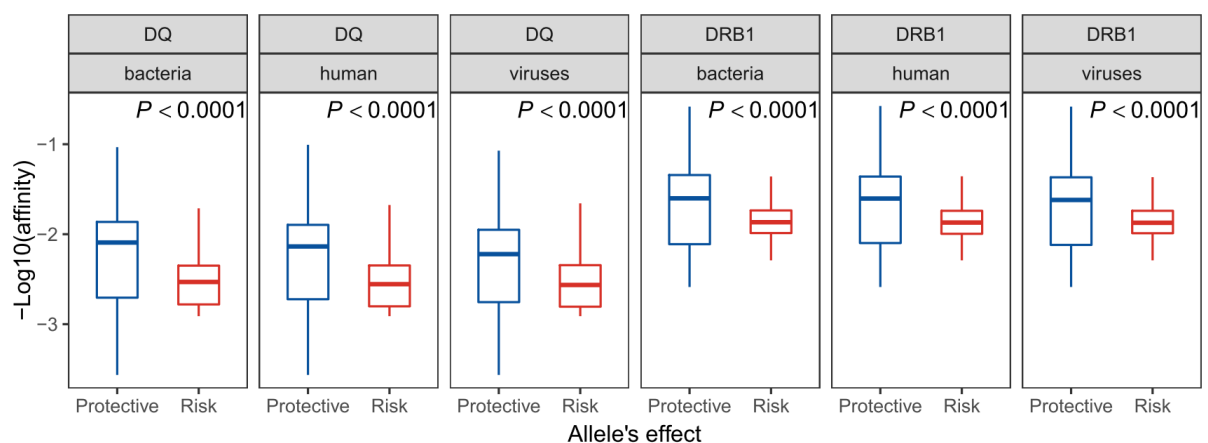 DQ DQ DQ DRB1 DRB1 DRB1
bacteria human viruses bacteria human viruses
P < 0.0001 P < 0.0001 P < 0.0001 P < 0.0001 P < 0.0001 P < 0.0001
−Log10(affinity)
−1
−2
−3
Protective Risk Protective Risk Protective Risk Protective Risk Protective Risk Protective Risk
Allele's effect